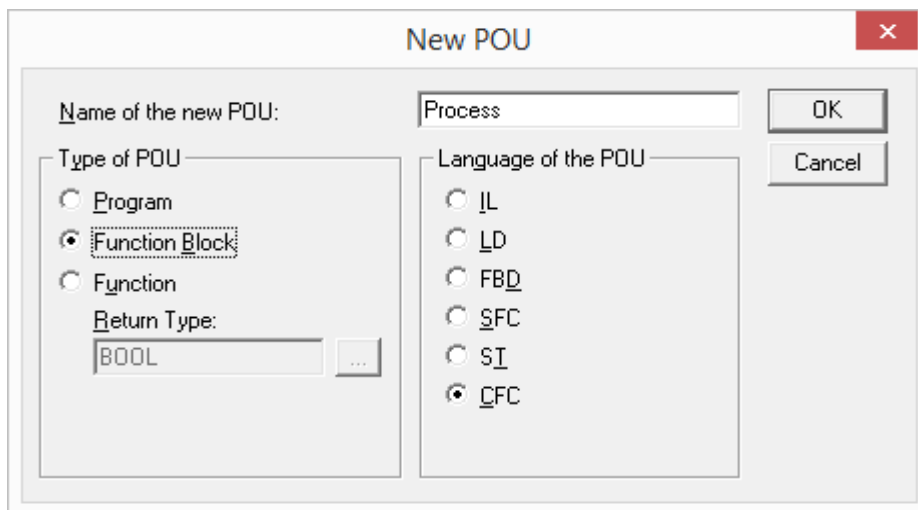 New POU
Name of the new POU:
Process
OK
Cancel
Type of POU
Program
Function Block
Function
Return Type:
BOOL
...
Language of the POU
IL
LD
FBD
SFC
ST
CFC